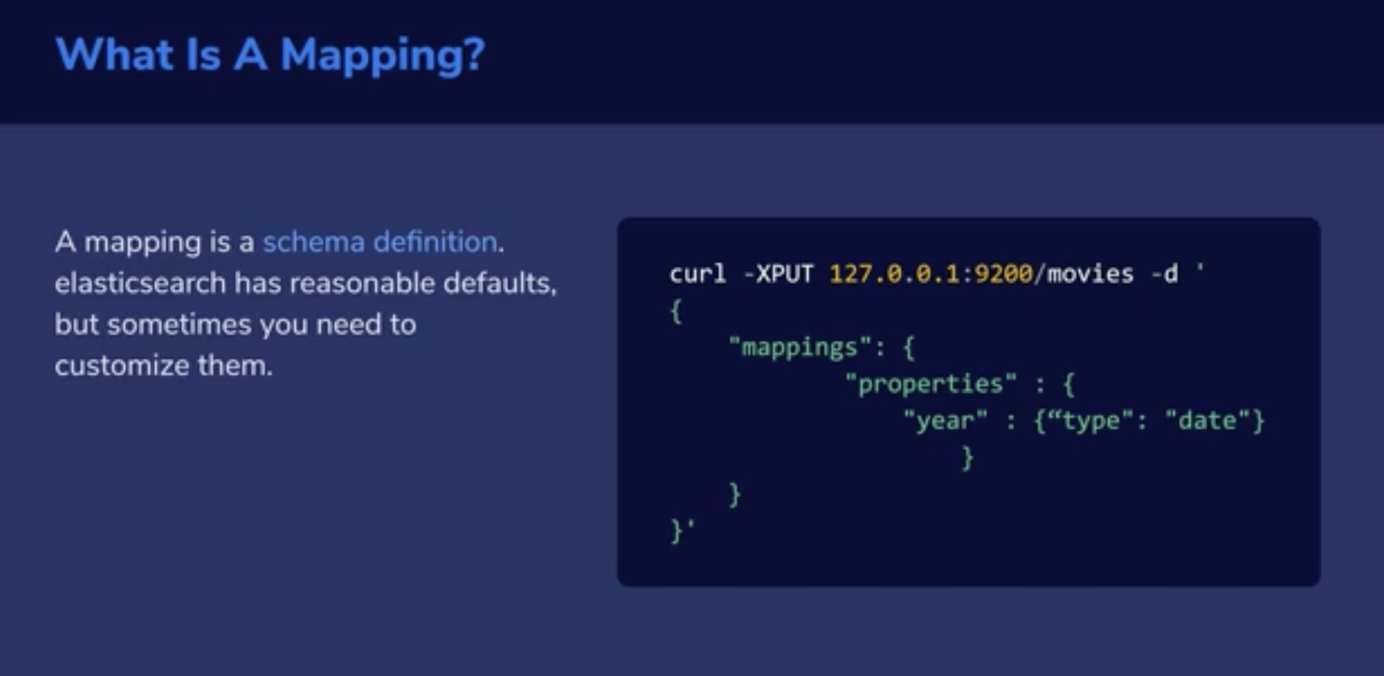 What Is A Mapping?
A mapping is a schema definition.
elasticsearch has reasonable defaults,
but sometimes you need to
customize them.
curl -XPUT 127.0.0.1:9200/movies -d '
{
"mappings": {
"properties" : {
"year" : {“type": "date"}
}
}
}'